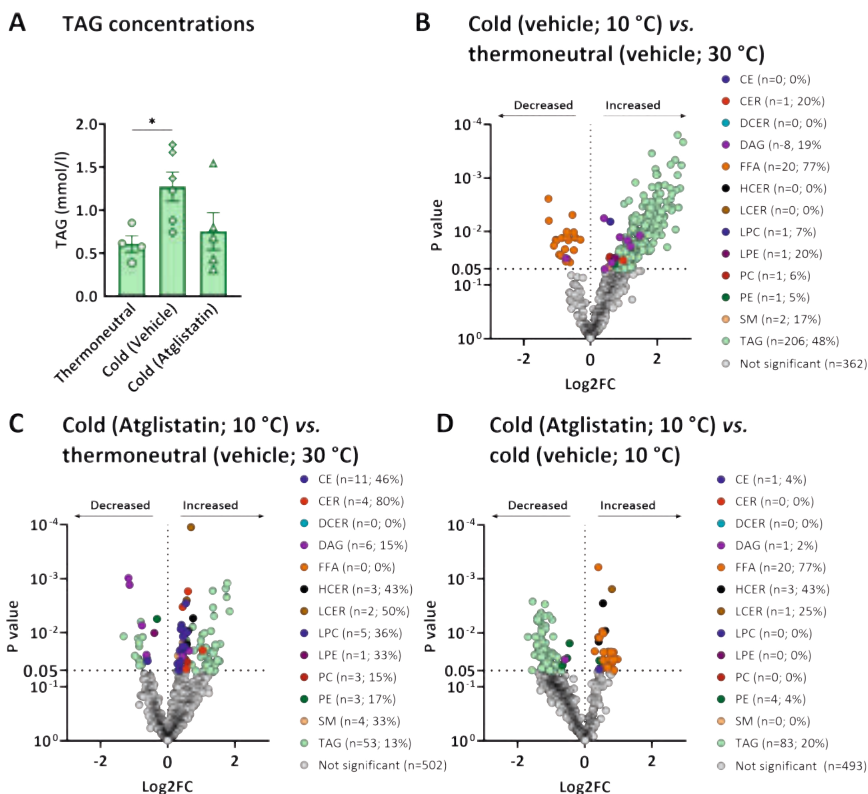 A TAG concentrations
*
2.0
1.5
1.0
0.5
0.0
TAG (mmol/l)
Thermoneutral
Cold (Vehicle)
Cold (Atglistatin)
B Cold (vehicle; 10 °C) vs.
thermoneutral (vehicle; 30 °C)
Decreased
Increased
10-4
10-3
10-2
0.05
10-1
100
P value
-2
0
2
Log2FC
CE (n=0; 0%)
CER (n=1; 20%)
DCER (n=0; 0%)
DAG (n-8, 19%
FFA (n=20; 77%)
HCER (n=0; 0%)
LCER (n=0; 0%)
LPC (n=1; 7%)
LPE (n=1; 20%)
PC (n=1; 6%)
PE (n=1; 5%)
SM (n=2; 17%)
TAG (n=206; 48%)
Not significant (n=362)
C Cold (Atglistatin; 10 °C) vs.
thermoneutral (vehicle; 30 °C)
Decreased
Increased
10-4
10-3
10-2
0.05
10-1
100
P value
-2
0
2
Log2FC
CE (n=11; 46%)
CER (n=4; 80%)
DCER (n=0; 0%)
DAG (n=6; 15%)
FFA (n=0; 0%)
HCER (n=3; 43%)
LCER (n=2; 50%)
LPC (n=5; 36%)
LPE (n=1; 33%)
PC (n=3; 15%)
PE (n=3; 17%)
SM (n=4; 33%)
TAG (n=53; 13%)
Not significant (n=502)
D Cold (Atglistatin; 10 °C) vs.
cold (vehicle; 10 °C)
Decreased
Increased
10-4
10-3
10-2
0.05
10-1
100
P value
-2
0
2
Log2FC
CE (n=1; 4%)
CER (n=0; 0%)
DCER (n=0; 0%)
DAG (n=1; 2%)
FFA (n=20; 77%)
HCER (n=3; 43%)
LCER (n=1; 25%)
LPC (n=0; 0%)
LPE (n=0; 0%)
PC (n=0; 0%)
PE (n=4; 4%)
SM (n=0; 0%)
TAG (n=83; 20%)
Not significant (n=493)